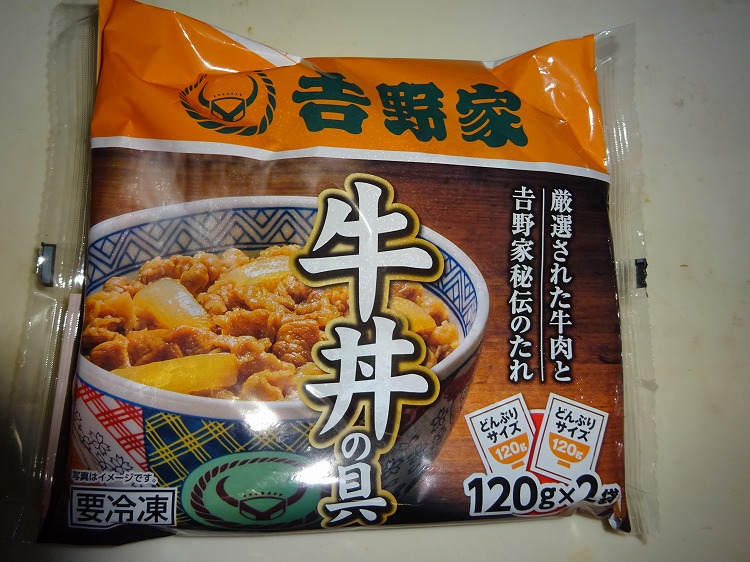 𠮷野家
厳選された牛肉と
𠮷野家秘伝のたれ
牛丼の具
どんぶり
サイズ
120g
どんぶり
サイズ
120g
120g×2袋
写真はイメージです。
要冷凍